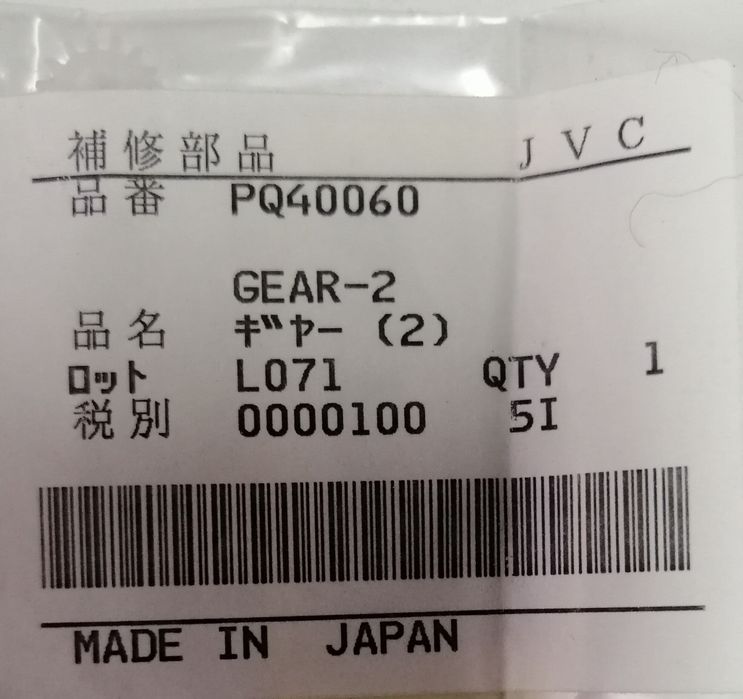 補修部品 JVC
品番 PQ40060
GEAR-2
品名 ギヤー (2)
ロット L071 QTY 1
税別 0000100 5I
MADE IN JAPAN